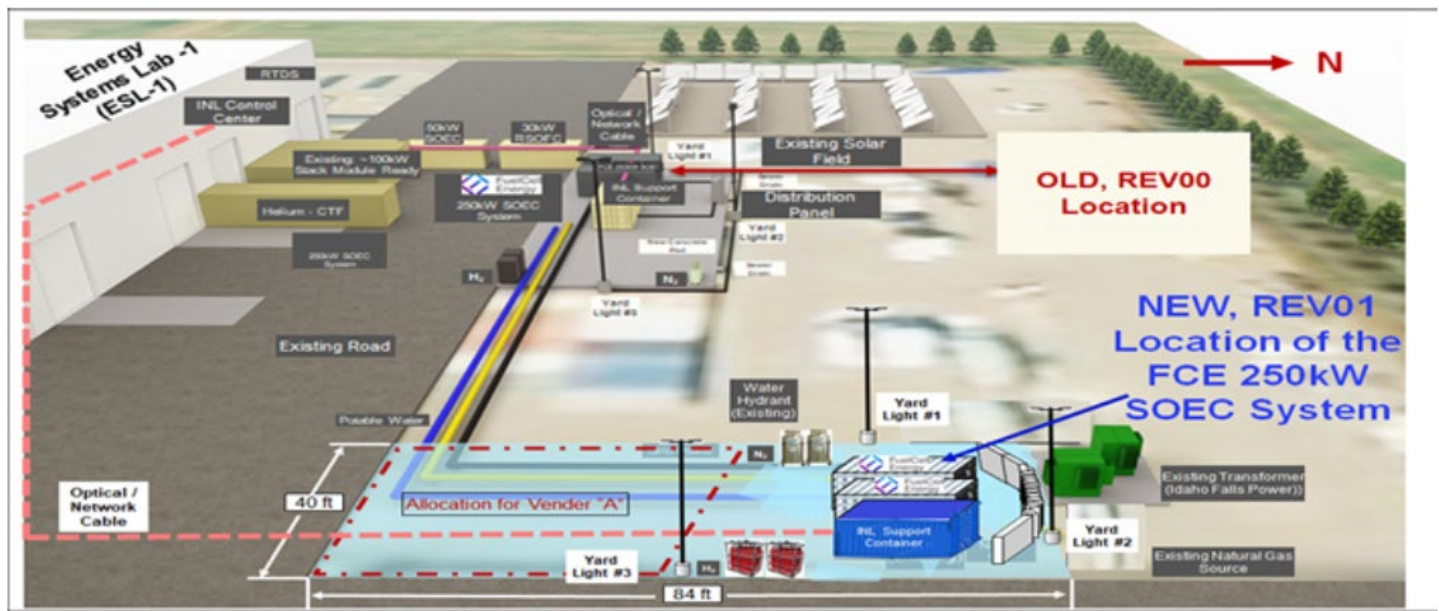 Energy
Systems Lab -1
(ESL-1)
RTDS
INL Control
Center
50kW
SOEC
30kW
RSOEC
Optical /
Network
Cable
Existing: ~100kW
Stack Module Ready
Helium - CTF
250kW SOEC
System
FuelCell
Energy
250kW SOEC
System
INL Support
Container
Yard
Light #1
Existing Solar
Field
Distribution
Panel
Yard
Light #2
N
OLD, REV00
Location
H₂
N₂
Yard
Light #3
Existing Road
NEW, REV01
Location of the
FCE 250kW
SOEC System
Water
Hydrant
(Existing)
Yard
Light #1
Potable Water
N₂
FuelCell
Energy
FuelCell
Energy
INL Support
Container
Existing Transformer
(Idaho Falls Power))
Yard
Light #2
Existing Natural Gas
Source
Optical /
Network
Cable
40 ft
Allocation for Vender "A"
Yard
Light #3
H₂
84 ft